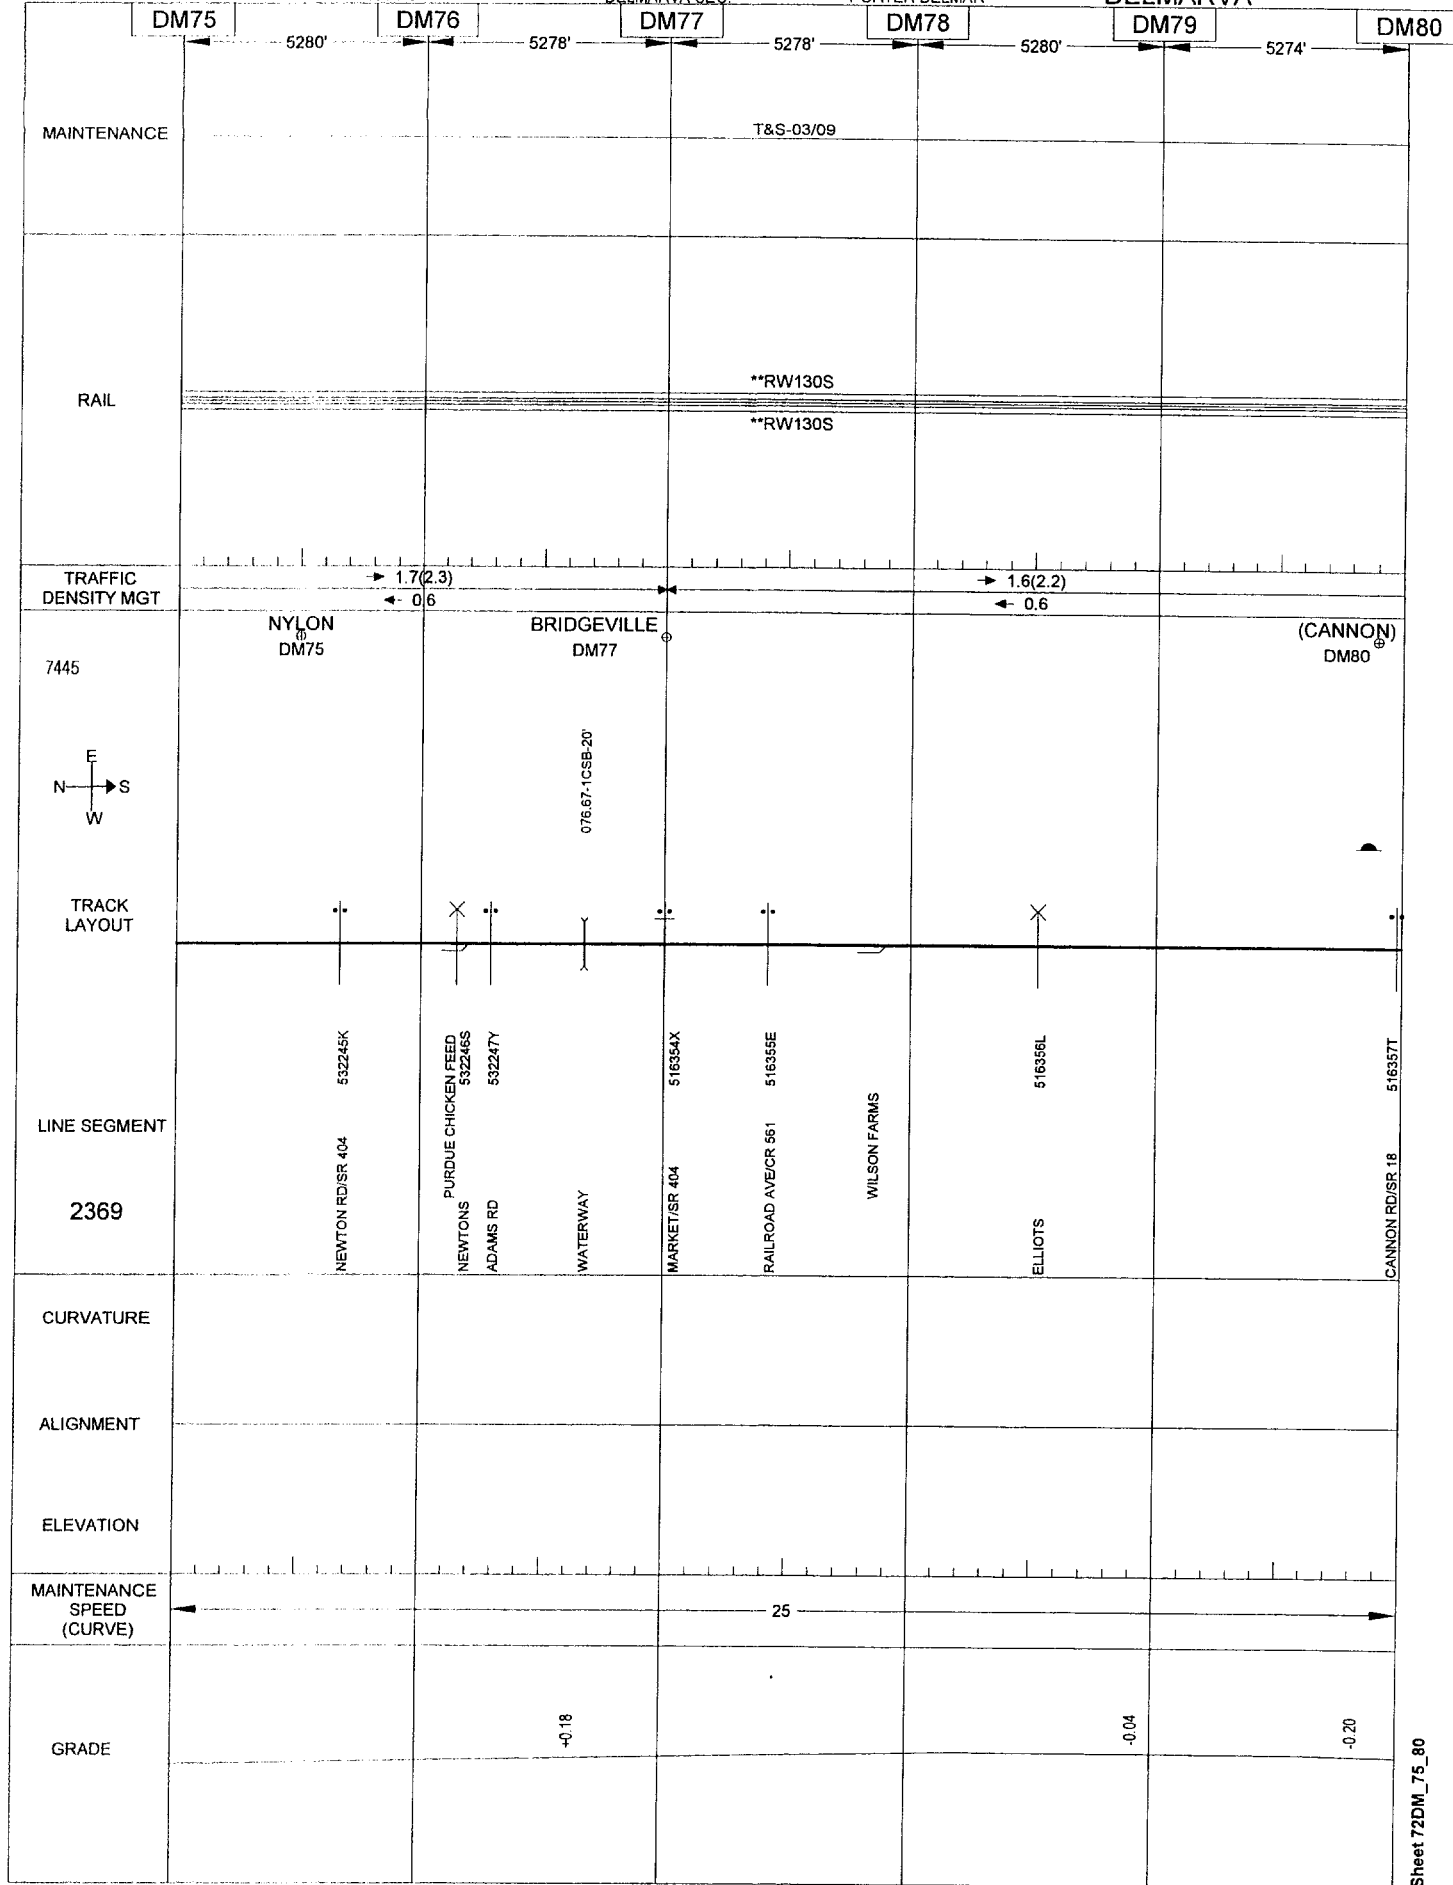 DELMARVA SEC. PORTER-DELMAR DELMARVA
DM75 DM76 DM77 DM78 DM79 DM80
5280' 5278' 5278' 5280' 5274'
MAINTENANCE
T&S-03/09
RAIL
**RW130S
**RW130S
TRAFFIC
DENSITY MGT
1.7(2.3)
0.6
1.6(2.2)
0.6
NYLON
DM75
BRIDGEVILLE
DM77
(CANNON)
DM80
7445
E
N S
W
076.67-1CSB-20'
TRACK
LAYOUT
LINE SEGMENT
2369
NEWTON RD/SR 404 532245K
PURDUE CHICKEN FEED
NEWTONS 532246S
ADAMS RD 532247Y
WATERWAY
MARKET/SR 404 516354X
RAILROAD AVE/CR 561 516355E
WILSON FARMS
ELLIOTS 516356L
CANNON RD/SR 18 516357T
CURVATURE
ALIGNMENT
ELEVATION
MAINTENANCE
SPEED
(CURVE)
25
GRADE
+0.18
-0.04
-0.20
Sheet 72DM_75_80